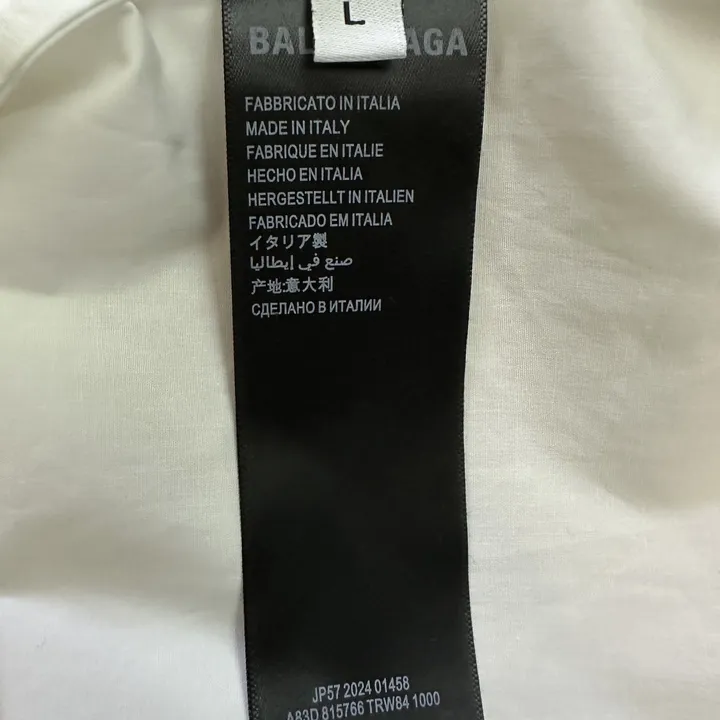 L
BAL AGA
FABBRICATO IN ITALIA
MADE IN ITALY
FABRIQUE EN ITALIE
HECHO EN ITALIA
HERGESTELLT IN ITALIEN
FABRICADO EM ITALIA
イタリア製
صنع في إيطاليا
产地:意大利
СДЕЛАНО В ИТАЛИИ
JP57 2024 01458
A83D 815766 TRW84 1000